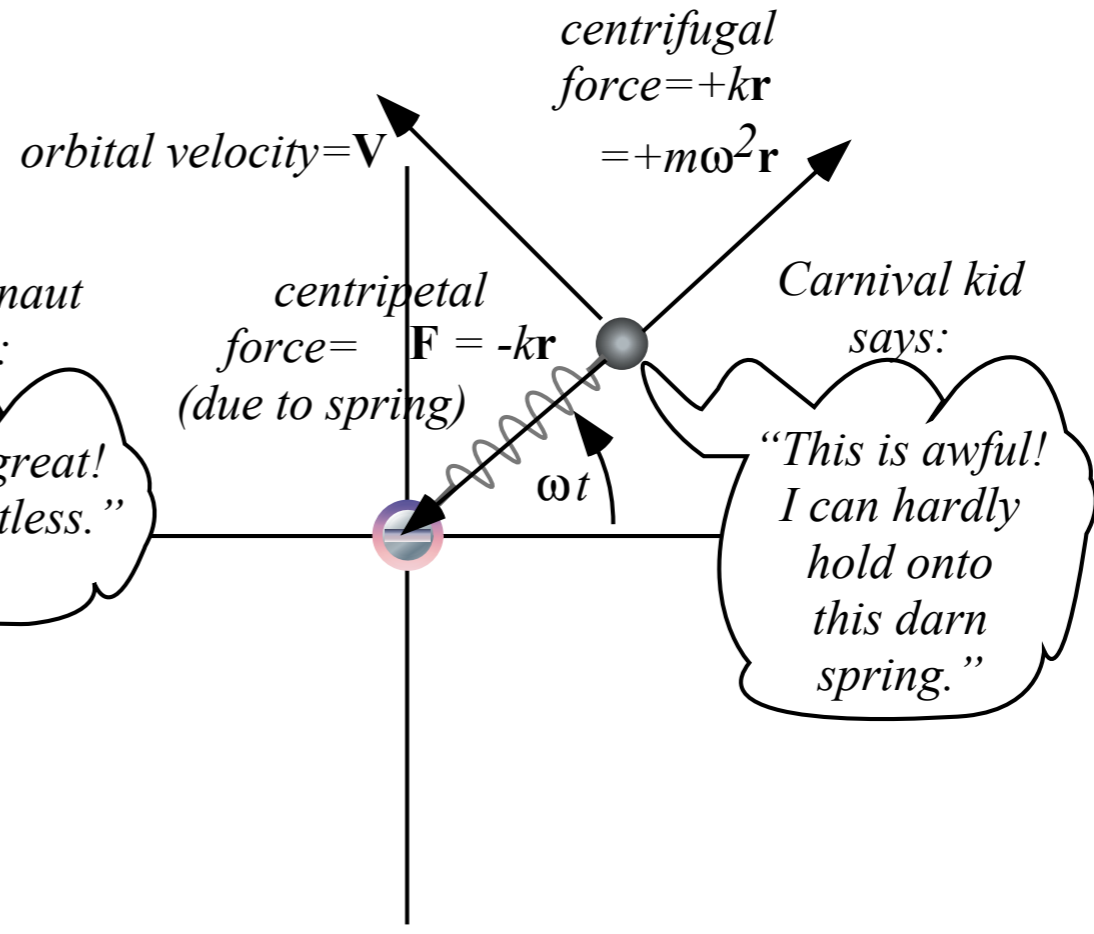 centrifugal
force=+kr
=+mω²r
orbital velocity=V
naut
:
great!
tless.”
centripetal
force= F = -kr
(due to spring)
ωt
Carnival kid
says:
“This is awful!
I can hardly
hold onto
this darn
spring.”